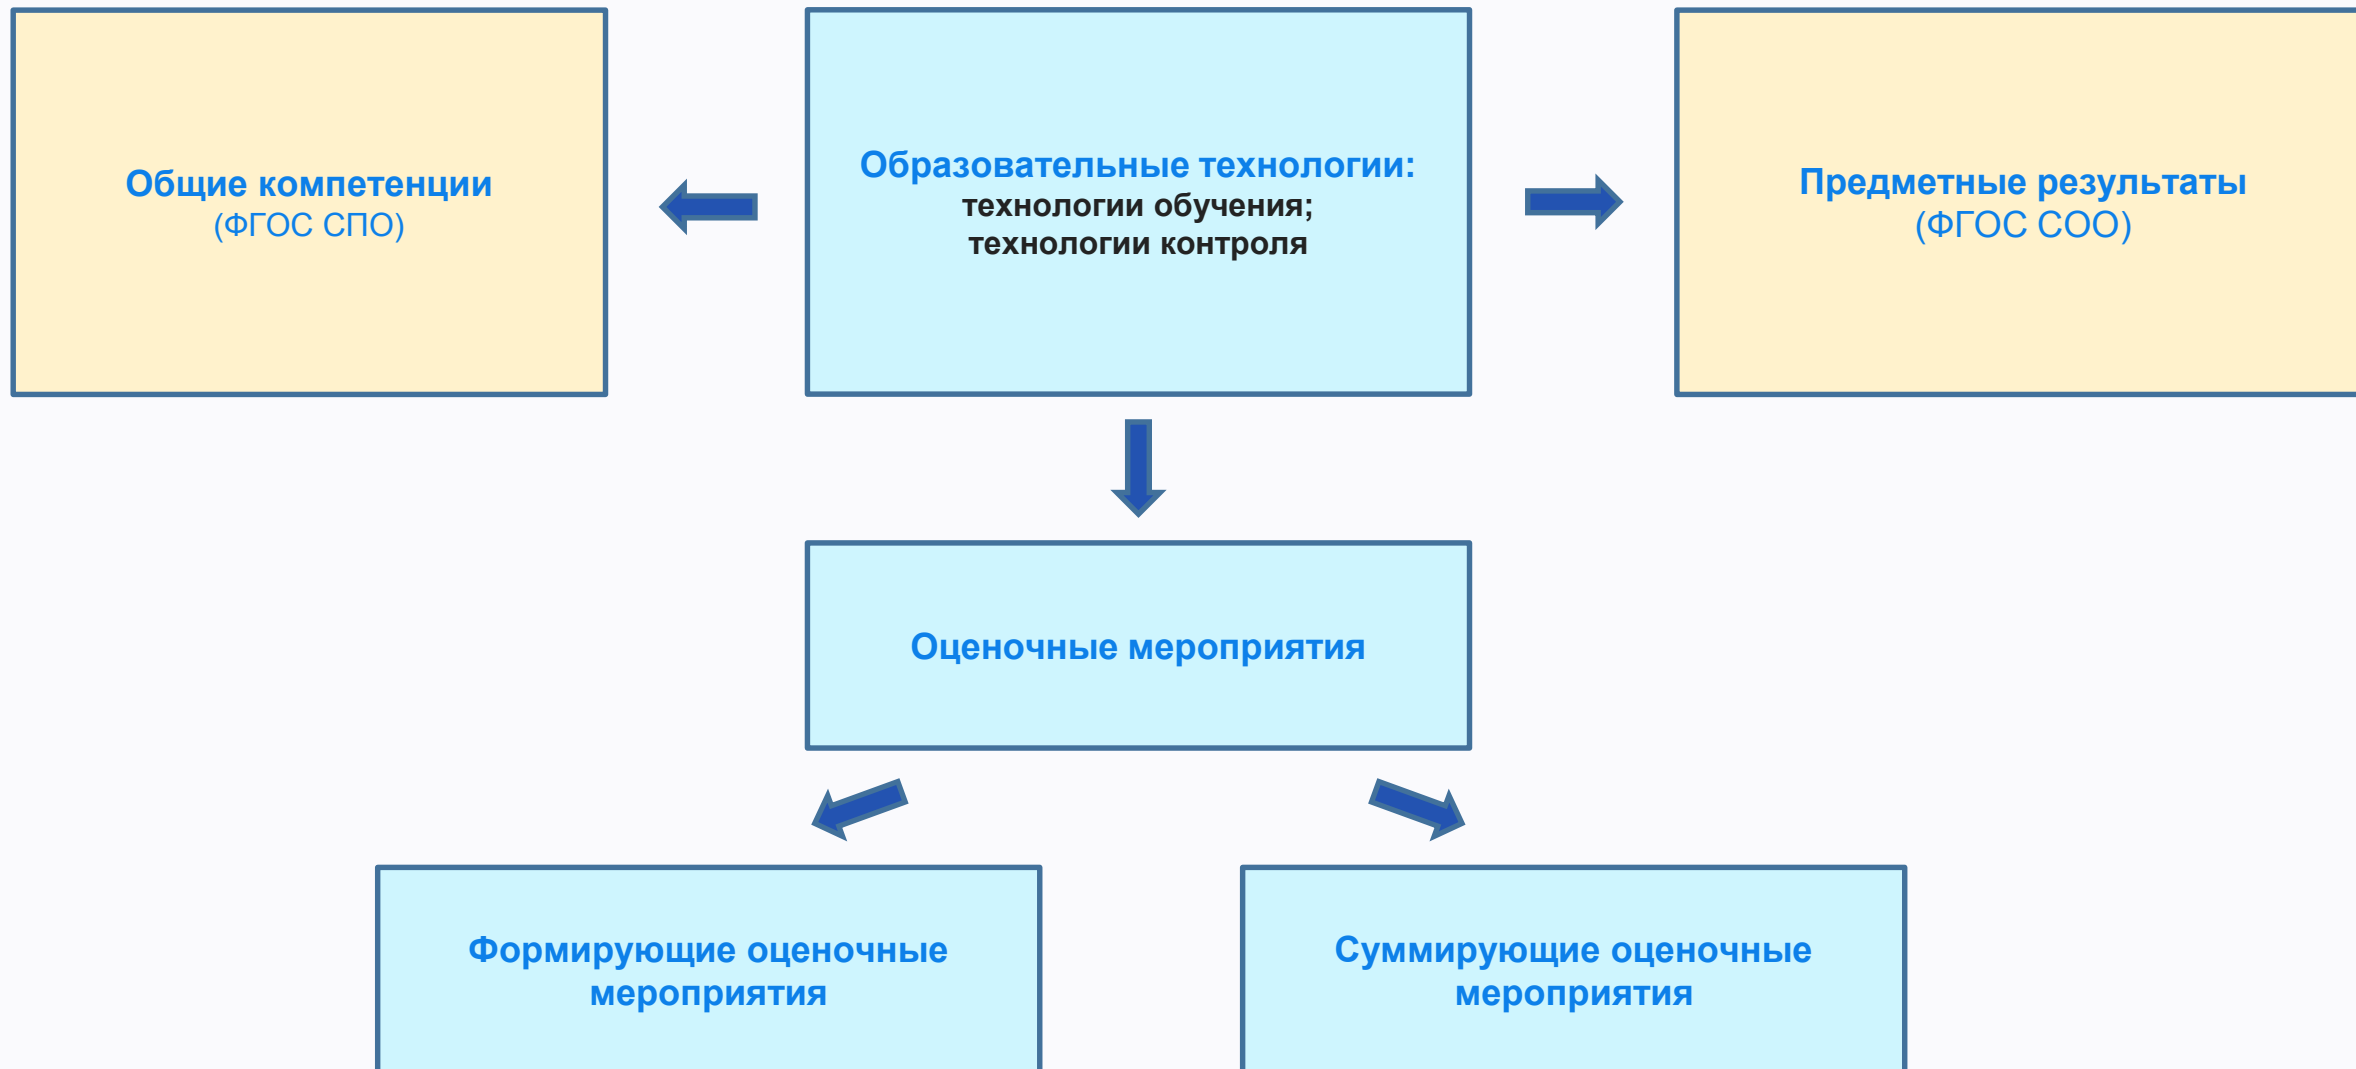 Общие компетенции
(ФГОС СПО)
Образовательные технологии:
технологии обучения;
технологии контроля
Предметные результаты
(ФГОС СОО)
Оценочные мероприятия
Формирующие оценочные
мероприятия
Суммирующие оценочные
мероприятия